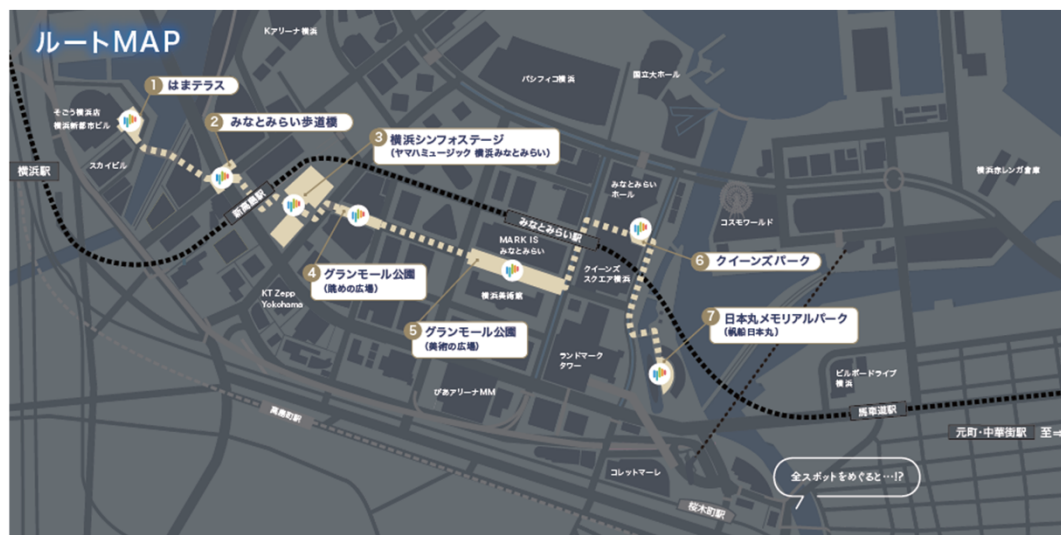 ルートMAP
Kアリーナ横浜
パシフィコ横浜
国立大ホール
1 はまテラス
そごう横浜店
横浜新都市ビル
2 みなとみらい歩道橋
3 横浜シンフォステージ
(ヤマハミュージック 横浜みなとみらい)
スカイビル
横浜駅
新高島駅
みなとみらい
ホール
横浜赤レンガ倉庫
コスモワールド
みなとみらい駅
MARK IS
みなとみらい
6 クイーンズパーク
4 グランモール公園
(眺めの広場)
クイーンズ
スクエア横浜
KT Zepp
Yokohama
横浜美術館
5 グランモール公園
(美術の広場)
7 日本丸メモリアルパーク
(帆船日本丸)
ランドマーク
タワー
ビルボードライブ
横浜
ぴあアリーナMM
高島町駅
馬車道駅
元町・中華街駅 至⇒
コレットマーレ
全スポットをめぐると…!?
桜木町駅